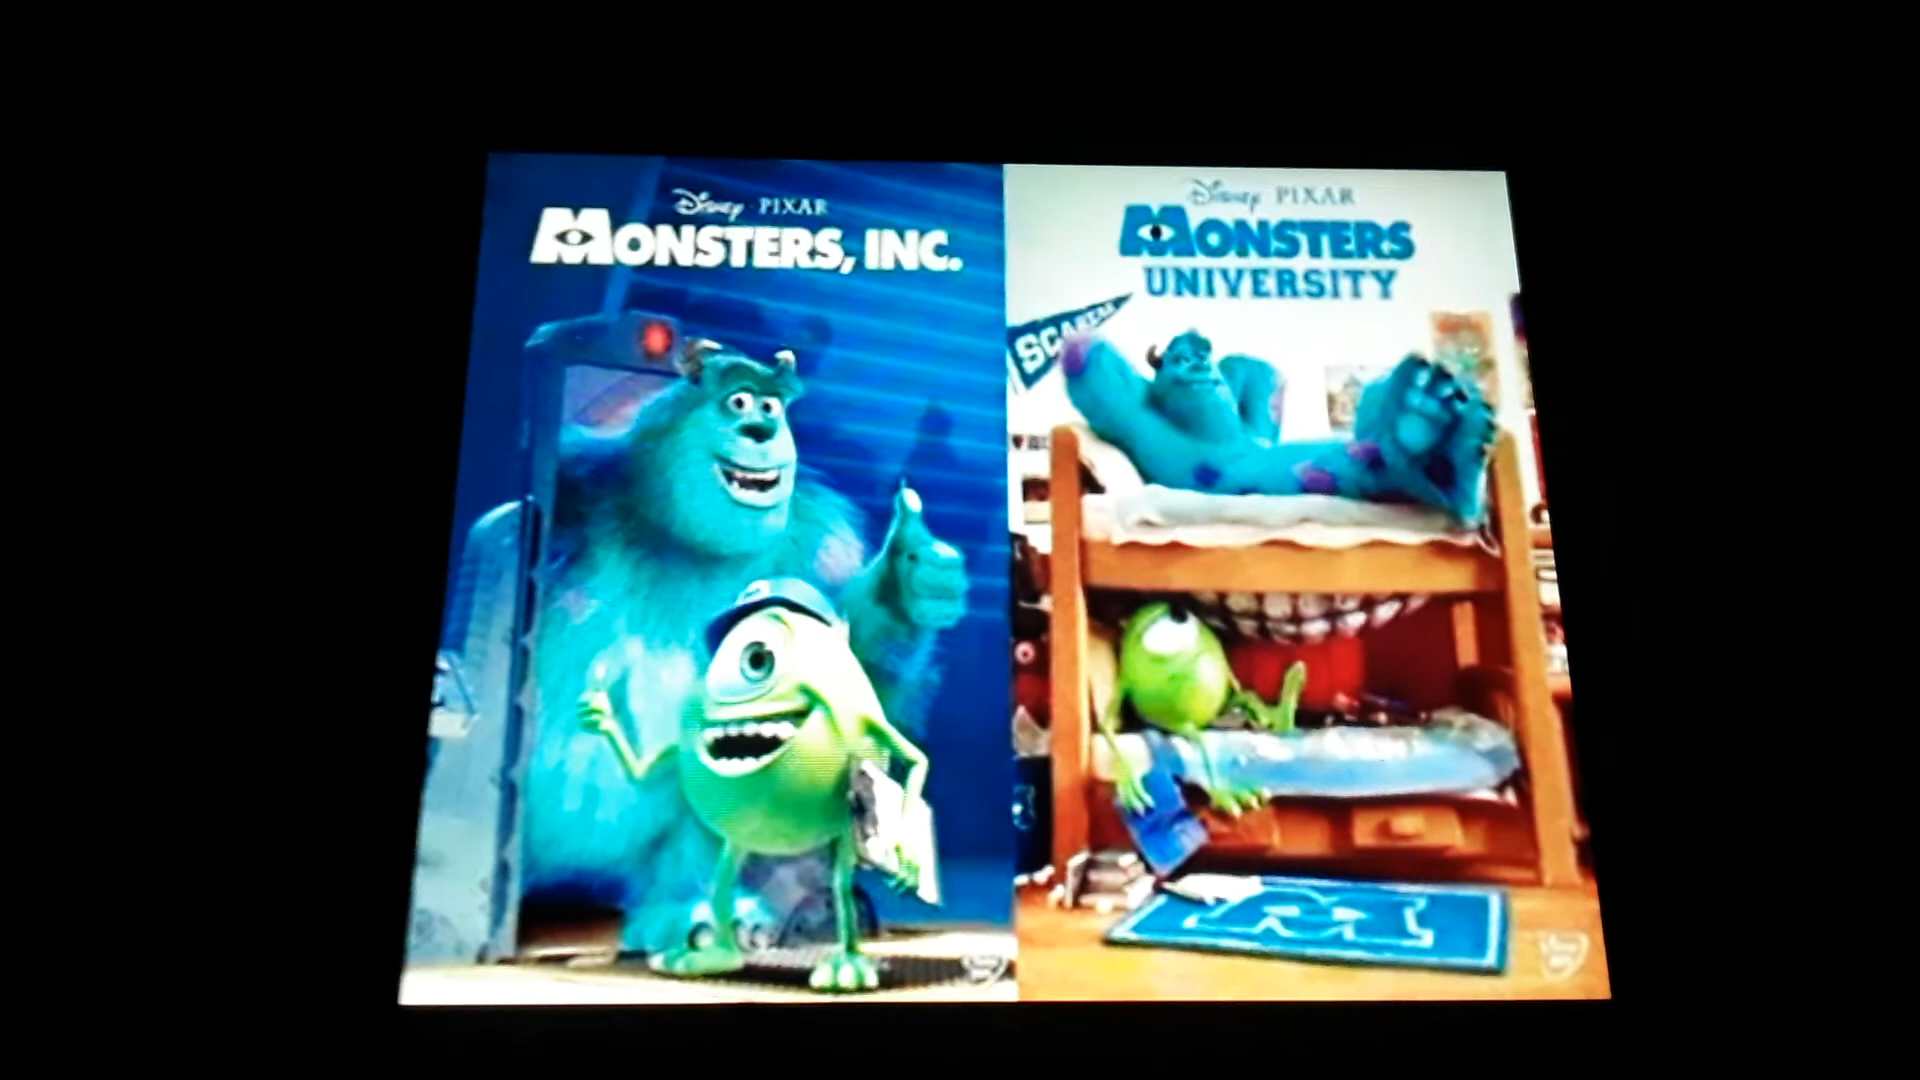 Disney · PIXAR
MONSTERS, INC.
Disney PIXAR
MONSTERS
UNIVERSITY